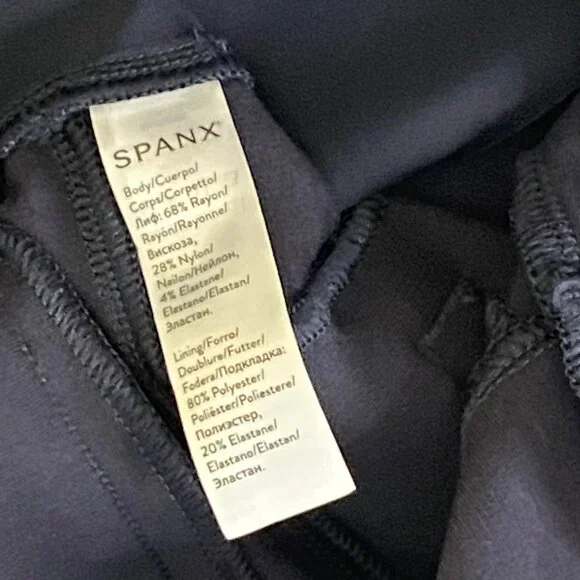 SPANX
Body/Cuerpo/
Corps/Corpetto/
Лиф: 68% Rayon/
Rayón/Rayonne/
Вискоза,
28% Nylon/
Nailon/Нейлон,
4% Elastane/
Elastano/Elastan/
Эластан.
Lining/Forro/
Doublure/Futter/
Fodera/Подкладка:
80% Polyester/
Poliéster/Poliestere/
Полиэстер,
20% Elastane/
Elastano/Elastan/
Эластан.